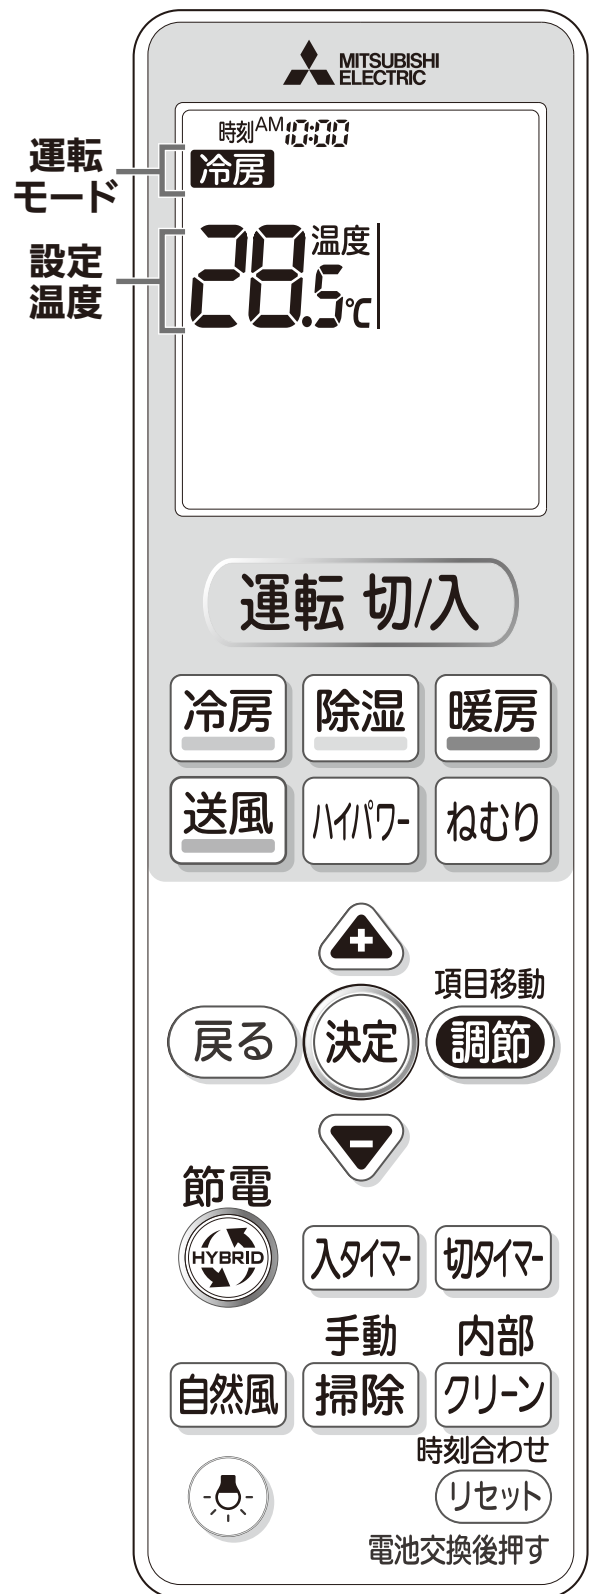 MITSUBISHI
ELECTRIC
時刻AM10:00
運転
モード
冷房
設定
温度
28.5℃
温度
運転 切/入
冷房 除湿 暖房
送風 ハイパワー ねむり
+
項目移動
戻る 決定 調節
-
節電
HYBRID 入タイマー 切タイマー
手動 内部
自然風 掃除 クリーン
時刻合わせ
リセット
電池交換後押す